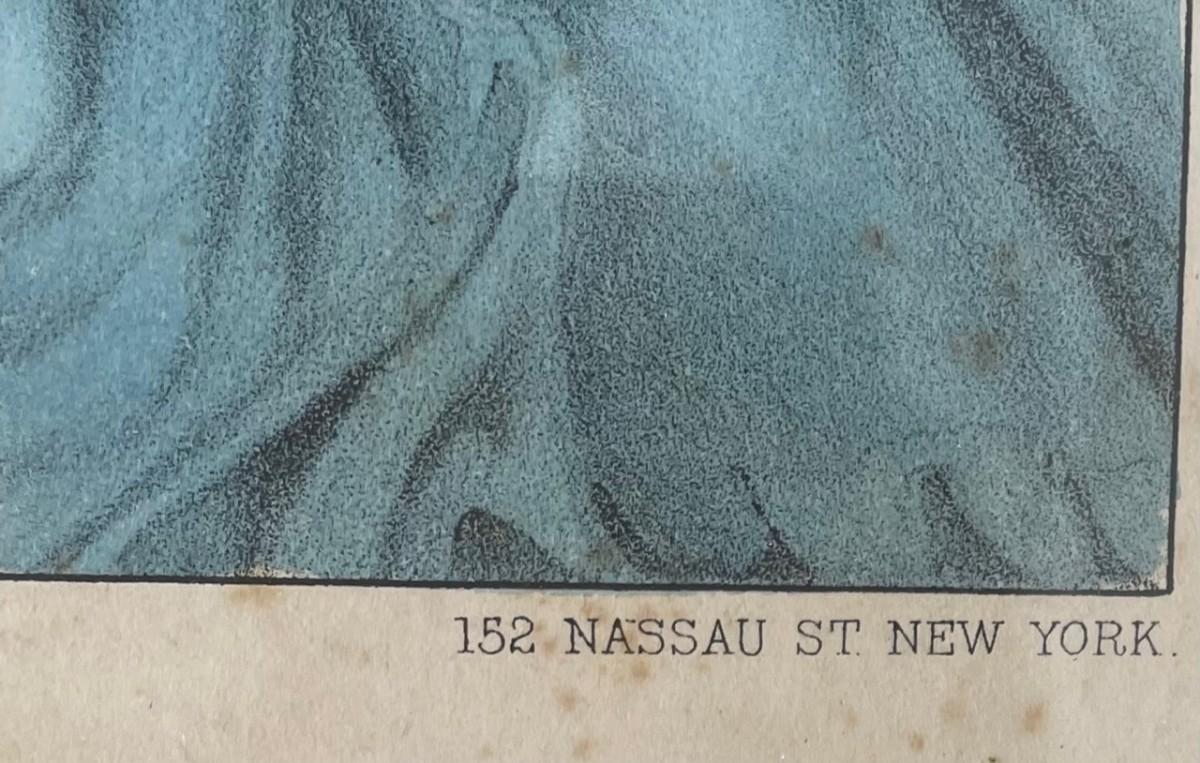 152 NASSAU ST. NEW YORK.